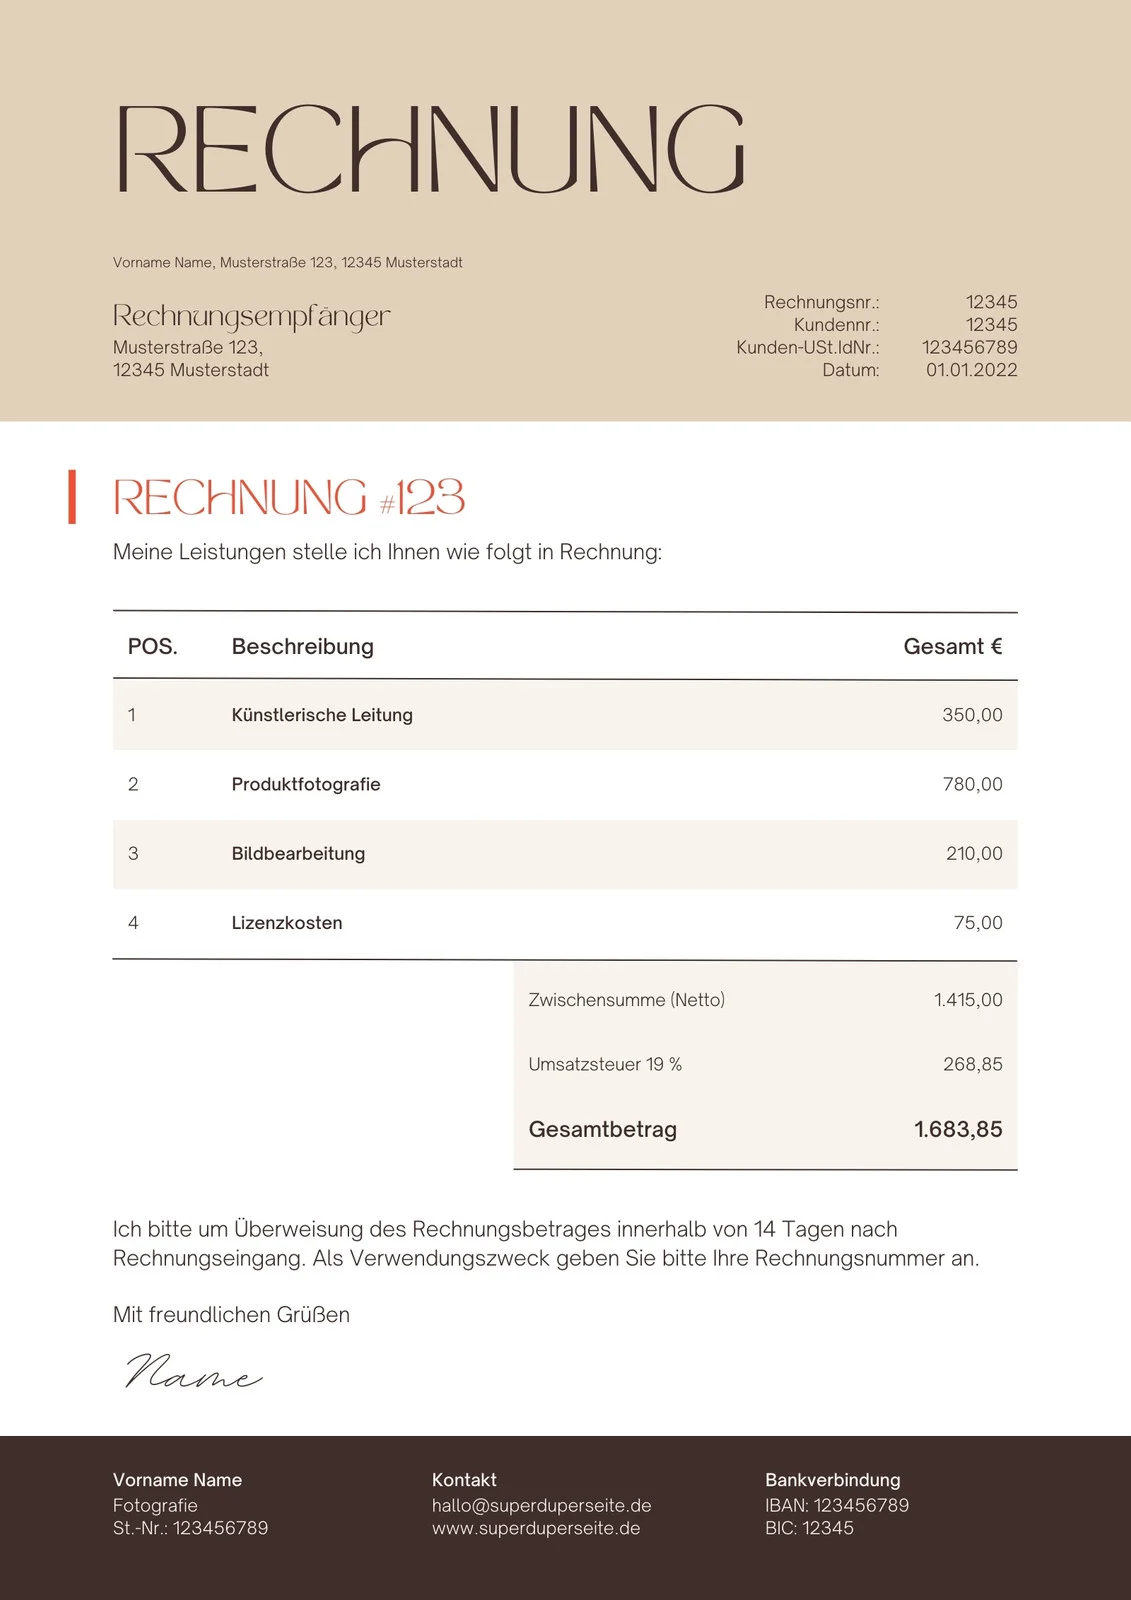 RECHNUNG
Vorname Name, Musterstraße 123, 12345 Musterstadt
Rechnungsempfänger
Musterstraße 123,
12345 Musterstadt
Rechnungsnr.: 12345
Kundennr.: 12345
Kunden-USt.IdNr.: 123456789
Datum: 01.01.2022
RECHNUNG #123
Meine Leistungen stelle ich Ihnen wie folgt in Rechnung:
POS. Beschreibung Gesamt €
1 Künstlerische Leitung 350,00
2 Produktfotografie 780,00
3 Bildbearbeitung 210,00
4 Lizenzkosten 75,00
Zwischensumme (Netto) 1.415,00
Umsatzsteuer 19 % 268,85
Gesamtbetrag 1.683,85
Ich bitte um Überweisung des Rechnungsbetrages innerhalb von 14 Tagen nach
Rechnungseingang. Als Verwendungszweck geben Sie bitte Ihre Rechnungsnummer an.
Mit freundlichen Grüßen
Name
Vorname Name
Fotografie
St.-Nr.: 123456789
Kontakt
hallo@superduperseite.de
www.superduperseite.de
Bankverbindung
IBAN: 123456789
BIC: 12345